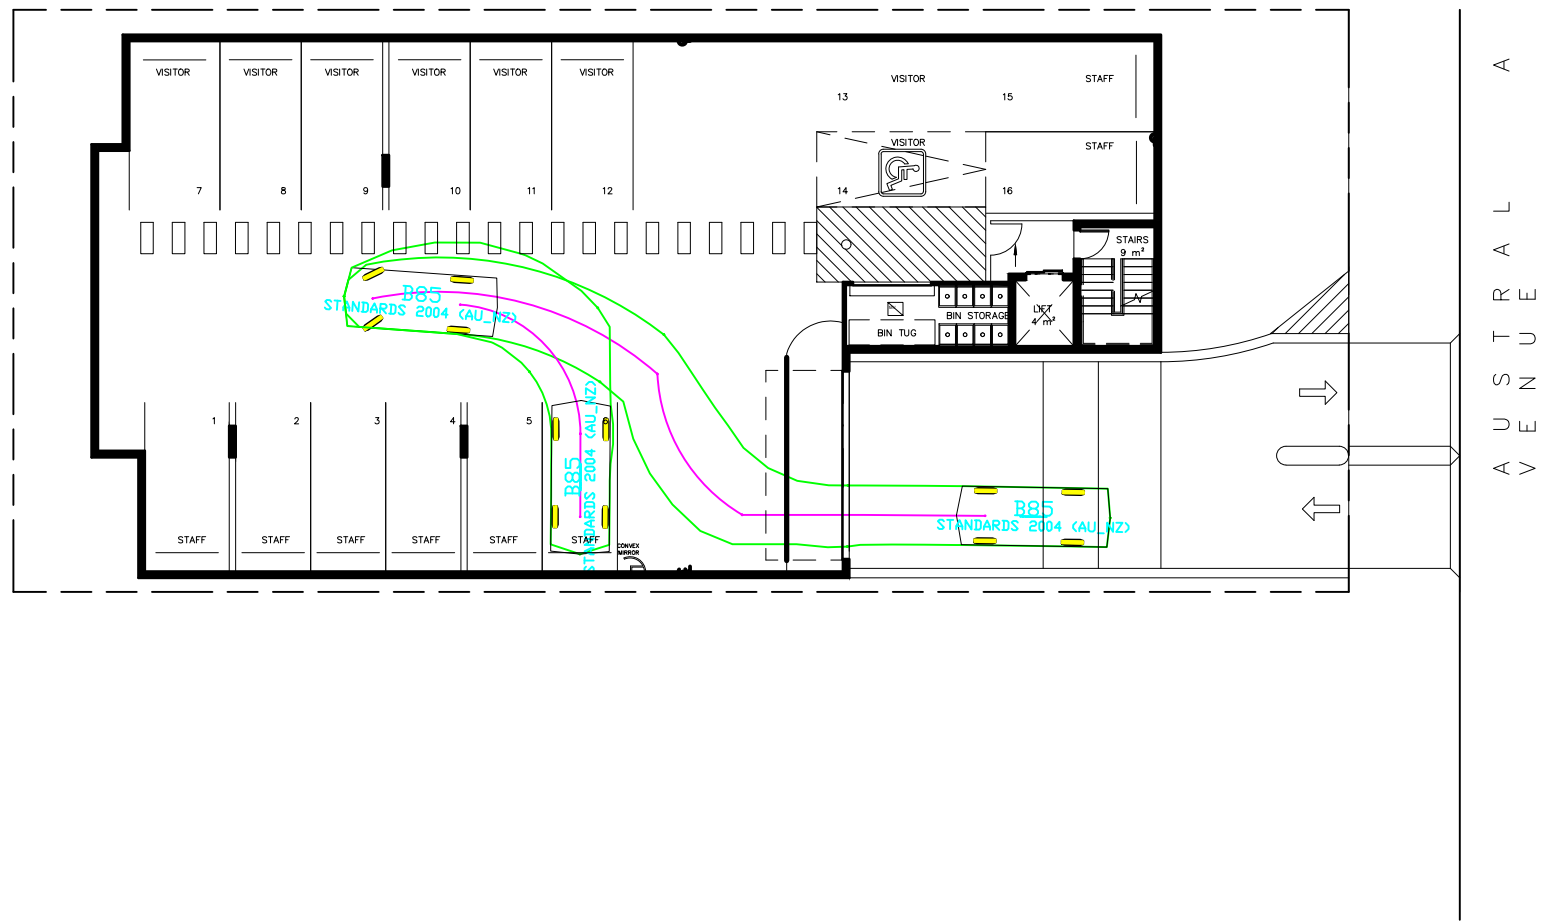 VISITOR VISITOR VISITOR VISITOR VISITOR VISITOR VISITOR STAFF
13 15
VISITOR STAFF
7 8 9 10 11 12 14 16
STAIRS
9 m²
B85
STANDARDS 2004 (AU_NZ)
BIN STORAGE
LIFT
4 m²
BIN TUG
1 2 3 4 5 6
B85
STANDARDS 2004 (AU_NZ)
B85
STANDARDS 2004 (AU_NZ)
STAFF STAFF STAFF STAFF STAFF STAFF
CONVEX
MIRROR
AUSTRALIA
AVENUE